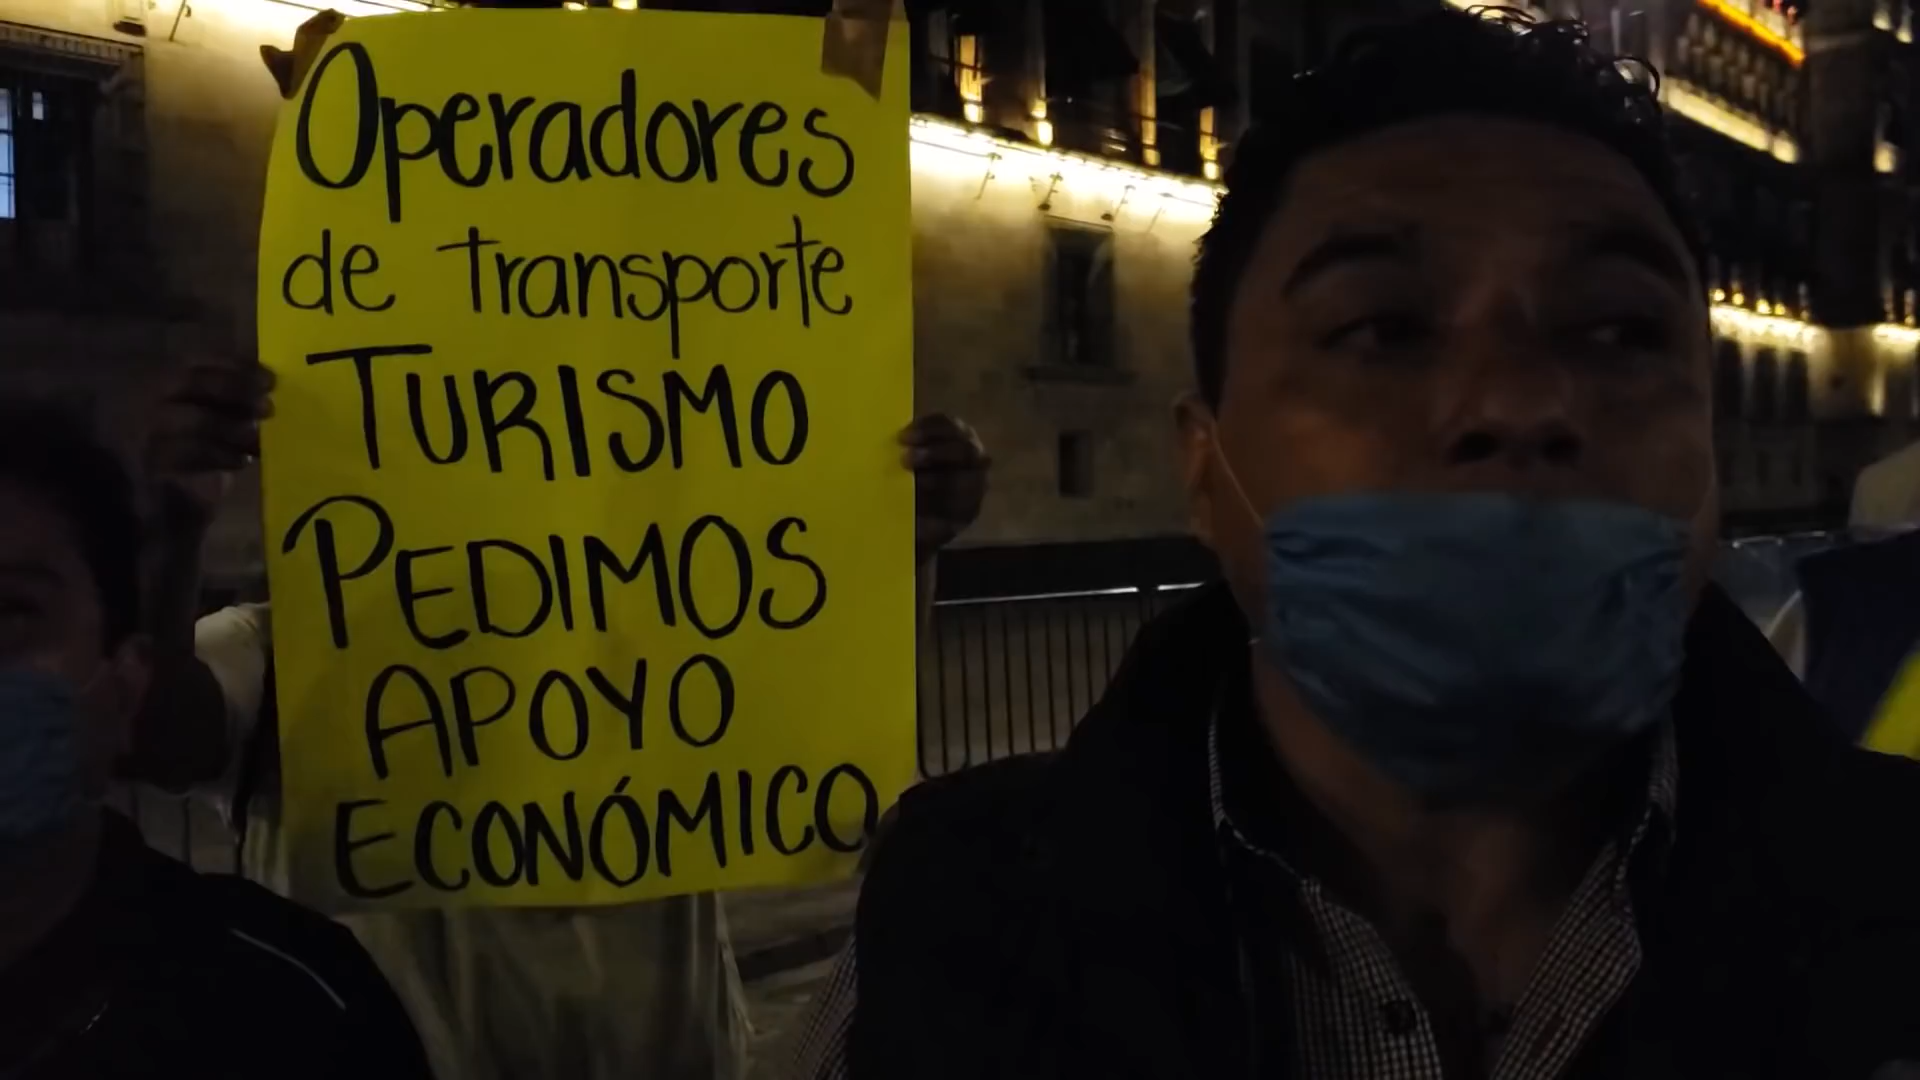 Operadores
de transporte
TURISMO
PEDIMOS
APOYO
ECONÓMICO